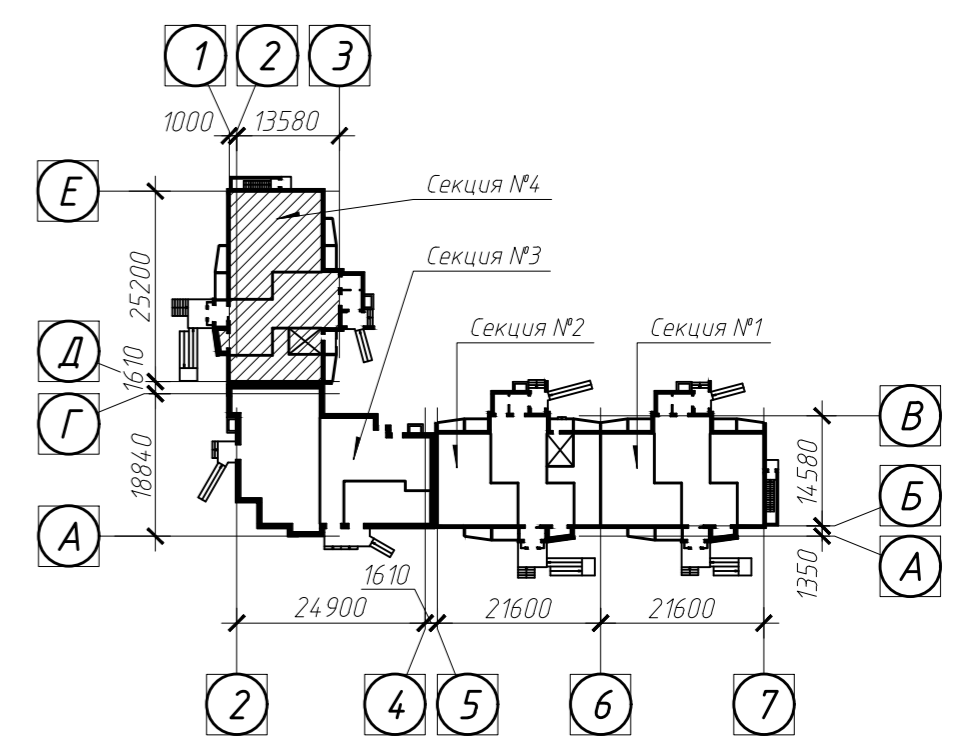 1 2 3
1000 13580
Е
Секция №4
Секция №3
25200
Секция №2 Секция №1
Д
1610
Г
В
18840
14580
Б
А
А
1350
1610
24900 21600 21600
2 4 5 6 7